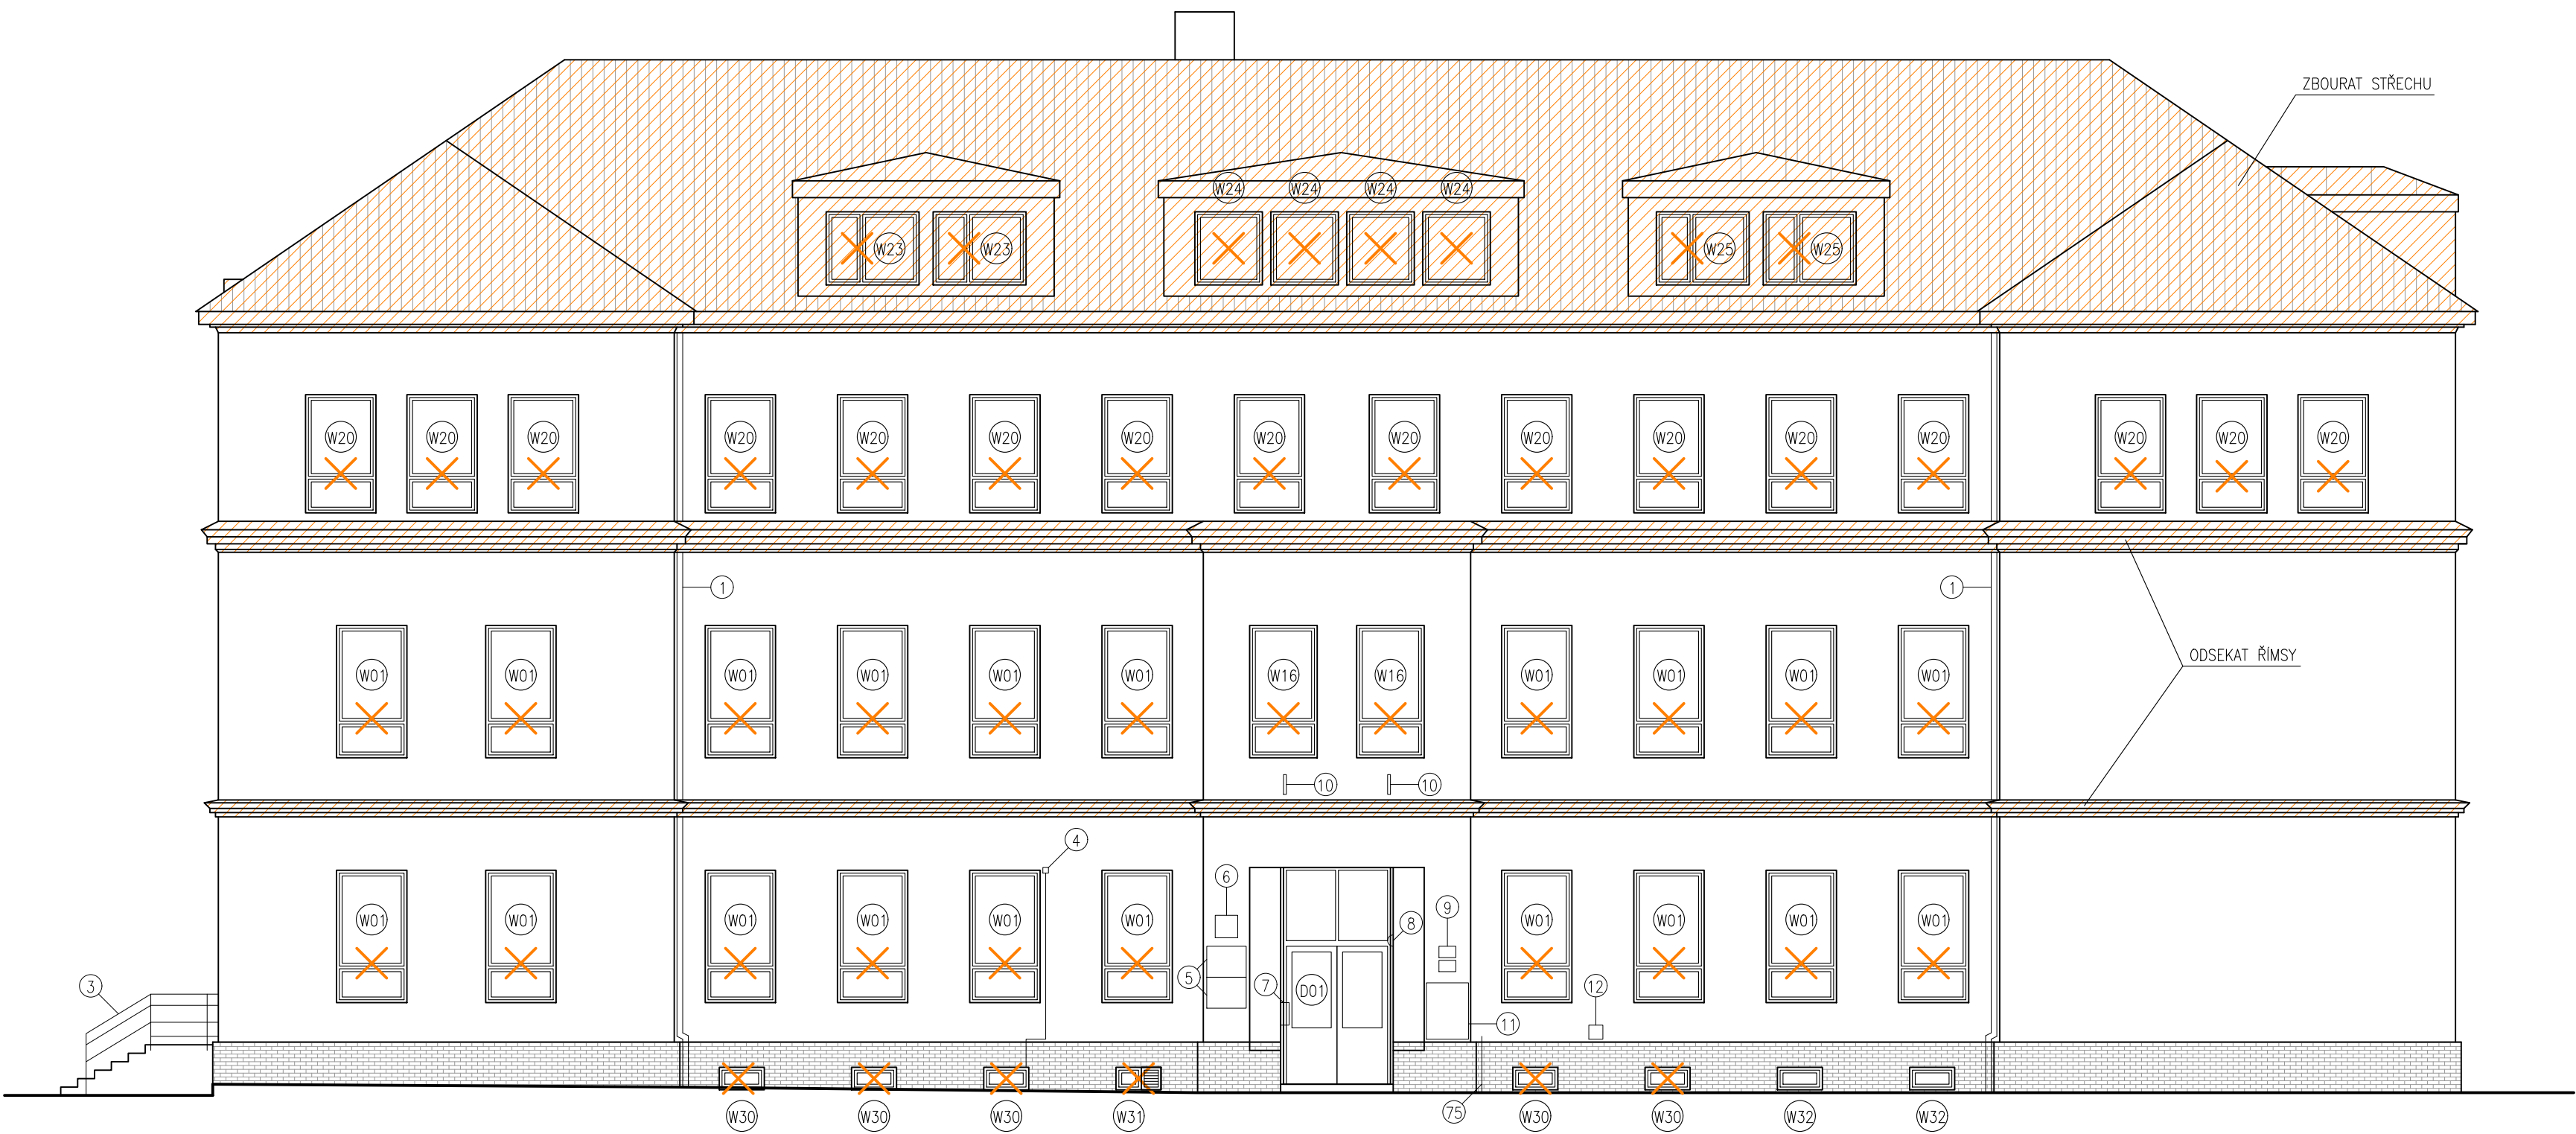 ZBOURAT STŘECHU
W24 W24 W24 W24
W23 W23 W25 W25
W20 W20 W20 W20 W20 W20 W20 W20 W20 W20 W20 W20 W20 W20 W20 W20
1 1
ODSEKAT ŘÍMSY
W01 W01 W01 W01 W01 W01 W16 W16 W01 W01 W01 W01
10 10
4
6
9
W01 W01 W01 W01 W01 W01 8 W01 W01 W01 W01
5 7 D01 12
3
11
75
W30 W30 W30 W31 W30 W30 W32 W32